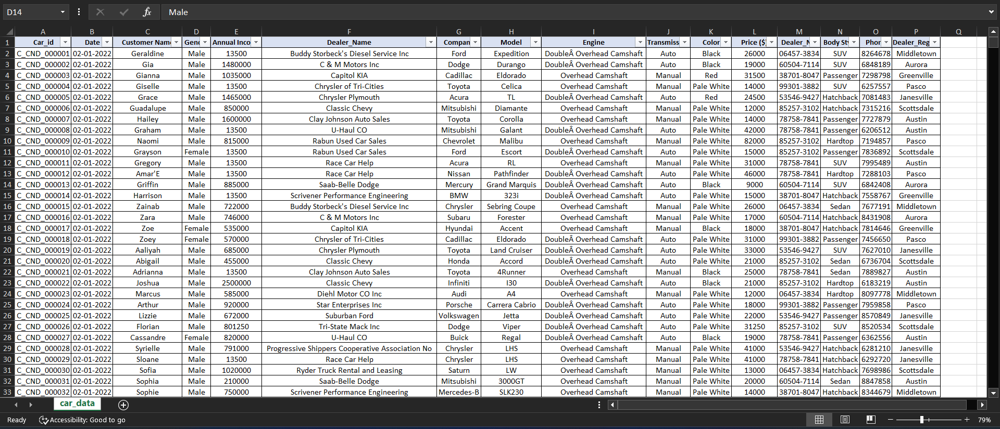 D14 fx Male
A B C D E F G H I J K L M N O P Q
1 Car_id Date Customer Nam Gend Annual Inco Dealer_Name Compan Model Engine Transmiss Color Price ($) Dealer_N Body St Phon Dealer_Reg
2 C_CND_000001 02-01-2022 Geraldine Male 13500 Buddy Storbeck's Diesel Service Inc Ford Expedition DoubleÂ Overhead Camshaft Auto Black 26000 06457-3834 SUV 8264678 Middletown
3 C_CND_000002 02-01-2022 Gia Male 1480000 C & M Motors Inc Dodge Durango DoubleÂ Overhead Camshaft Auto Black 19000 60504-7114 SUV 6848189 Aurora
4 C_CND_000003 02-01-2022 Gianna Male 1035000 Capitol KIA Cadillac Eldorado Overhead Camshaft Manual Red 31500 38701-8047 Passenger 7298798 Greenville
5 C_CND_000004 02-01-2022 Giselle Male 13500 Chrysler of Tri-Cities Toyota Celica Overhead Camshaft Manual Pale White 14000 99301-3882 SUV 6257557 Pasco
6 C_CND_000005 02-01-2022 Grace Male 1465000 Chrysler Plymouth Acura TL DoubleÂ Overhead Camshaft Auto Red 24500 53546-9427 Hatchback 7081483 Janesville
7 C_CND_000006 02-01-2022 Guadalupe Male 850000 Classic Chevy Mitsubishi Diamante Overhead Camshaft Manual Pale White 12000 85257-3102 Hatchback 7315216 Scottsdale
8 C_CND_000007 02-01-2022 Hailey Male 1600000 Clay Johnson Auto Sales Toyota Corolla Overhead Camshaft Manual Pale White 14000 78758-7841 Passenger 7727879 Austin
9 C_CND_000008 02-01-2022 Graham Male 13500 U-Haul CO Mitsubishi Galant DoubleÂ Overhead Camshaft Auto Pale White 42000 78758-7841 Passenger 6206512 Austin
10 C_CND_000009 02-01-2022 Naomi Male 815000 Rabun Used Car Sales Chevrolet Malibu Overhead Camshaft Manual Pale White 82000 85257-3102 Hardtop 7194857 Pasco
11 C_CND_000010 02-01-2022 Grayson Female 13500 Rabun Used Car Sales Ford Escort DoubleÂ Overhead Camshaft Auto Pale White 15000 85257-3102 Passenger 7836892 Scottsdale
12 C_CND_000011 02-01-2022 Gregory Male 13500 Race Car Help Acura RL Overhead Camshaft Manual Pale White 31000 78758-7841 SUV 7995489 Austin
13 C_CND_000012 02-01-2022 Amar'E Male 13500 Race Car Help Nissan Pathfinder DoubleÂ Overhead Camshaft Auto Pale White 46000 78758-7841 Hardtop 7288103 Pasco
14 C_CND_000013 02-01-2022 Griffin Male 885000 Saab-Belle Dodge Mercury Grand Marquis DoubleÂ Overhead Camshaft Auto Black 9000 60504-7114 SUV 6842408 Aurora
15 C_CND_000014 02-01-2022 Harrison Male 13500 Scrivener Performance Engineering BMW 323i DoubleÂ Overhead Camshaft Auto Pale White 15000 38701-8047 Hatchback 7558767 Greenville
16 C_CND_000015 02-01-2022 Zainab Male 722000 Buddy Storbeck's Diesel Service Inc Chrysler Sebring Coupe Overhead Camshaft Manual Pale White 26000 06457-3834 Sedan 7677191 Middletown
17 C_CND_000016 02-01-2022 Zara Male 746000 C & M Motors Inc Subaru Forester Overhead Camshaft Manual Pale White 17000 60504-7114 Hatchback 8431908 Aurora
18 C_CND_000017 02-01-2022 Zoe Female 535000 Capitol KIA Hyundai Accent Overhead Camshaft Manual Black 18000 38701-8047 Hatchback 7814646 Greenville
19 C_CND_000018 02-01-2022 Zoey Female 570000 Chrysler of Tri-Cities Cadillac Eldorado DoubleÂ Overhead Camshaft Auto Pale White 31000 99301-3882 Passenger 7456650 Pasco
20 C_CND_000019 02-01-2022 Aaliyah Male 685000 Chrysler Plymouth Toyota Land Cruiser DoubleÂ Overhead Camshaft Auto Pale White 33000 53546-9427 SUV 7627010 Janesville
21 C_CND_000020 02-01-2022 Abigail Male 455000 Classic Chevy Honda Accord DoubleÂ Overhead Camshaft Auto Pale White 21000 85257-3102 Sedan 6736704 Scottsdale
22 C_CND_000021 02-01-2022 Adrianna Male 13500 Clay Johnson Auto Sales Toyota 4Runner Overhead Camshaft Manual Black 25000 78758-7841 Sedan 7889827 Austin
23 C_CND_000022 02-01-2022 Joshua Male 2500000 Classic Chevy Infiniti I30 DoubleÂ Overhead Camshaft Auto Black 21000 85257-3102 Hardtop 6183219 Austin
24 C_CND_000023 02-01-2022 Marcus Male 585000 Diehl Motor CO Inc Audi A4 Overhead Camshaft Manual Pale White 12000 06457-3834 Hardtop 8097778 Middletown
25 C_CND_000024 02-01-2022 Arthur Male 920000 Star Enterprises Inc Porsche Carrera Cabrio DoubleÂ Overhead Camshaft Auto Pale White 18000 99301-3882 Passenger 7959858 Pasco
26 C_CND_000025 02-01-2022 Lizzie Male 672000 Suburban Ford Volkswagen Jetta DoubleÂ Overhead Camshaft Auto Pale White 22000 53546-9427 Passenger 8570849 Janesville
27 C_CND_000026 02-01-2022 Florian Male 801250 Tri-State Mack Inc Dodge Viper DoubleÂ Overhead Camshaft Auto Pale White 31250 85257-3102 SUV 8520534 Scottsdale
28 C_CND_000027 02-01-2022 Cassandre Female 820000 U-Haul CO Buick Regal DoubleÂ Overhead Camshaft Auto Black 19000 78758-7841 Passenger 6362556 Austin
29 C_CND_000028 02-01-2022 Syrielle Male 791000 Progressive Shippers Cooperative Association No Chrysler LHS Overhead Camshaft Manual Pale White 41000 53546-9427 Hatchback 6281210 Janesville
30 C_CND_000029 02-01-2022 Sloane Male 13500 Race Car Help Chrysler LHS Overhead Camshaft Manual Pale White 41000 78758-7841 Hatchback 6292720 Janesville
31 C_CND_000030 02-01-2022 Sofia Male 1020000 Ryder Truck Rental and Leasing Saturn LW Overhead Camshaft Manual Pale White 13000 06457-3834 Hatchback 7698986 Scottsdale
32 C_CND_000031 02-01-2022 Sophia Male 210000 Saab-Belle Dodge Mitsubishi 3000GT Overhead Camshaft Manual Pale White 20000 60504-7114 Sedan 8847858 Austin
33 C_CND_000032 02-01-2022 Sophie Male 750000 Scrivener Performance Engineering Mercedes-B SLK230 Overhead Camshaft Manual Pale White 14000 38701-8047 Hatchback 8344679 Middletown
car_data
Ready Accessibility: Good to go 79%